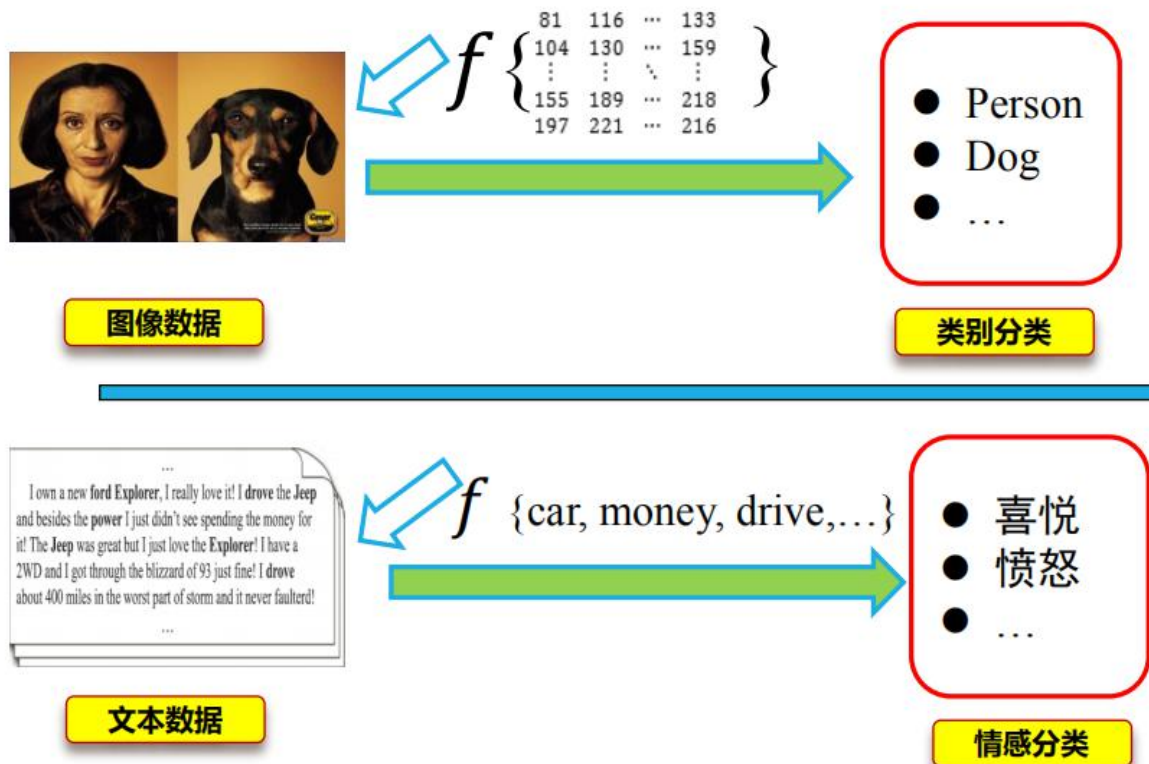 f { 81 116 ⋯ 133
104 130 ⋯ 159
⋮ ⋮ ⋱ ⋮
155 189 ⋯ 218
197 221 ⋯ 216 }
● Person
● Dog
● …
图像数据
类别分类
…
I own a new ford Explorer, I really love it! I drove the Jeep
and besides the power I just didn't see spending the money for
it! The Jeep was great but I just love the Explorer! I have a
2WD and I got through the blizzard of 93 just fine! I drove
about 400 miles in the worst part of storm and it never faulterd!
…
f {car, money, drive,…}
● 喜悦
● 愤怒
● …
文本数据
情感分类